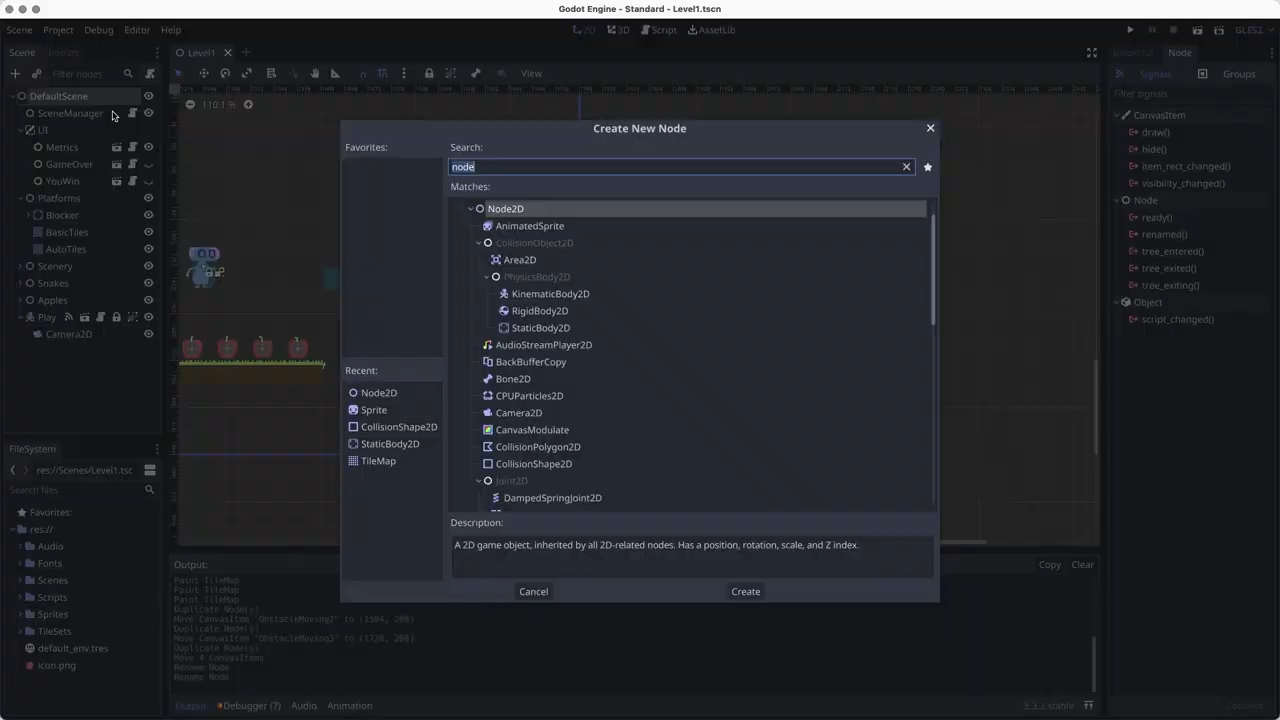 Godot Engine - Standard - Level1.tscn
Scene Project Debug Editor Help
2D 3D Script AssetLib
GLES2
Scene Import
Filter nodes
DefaultScene
SceneManager
UI
Metrics
GameOver
YouWin
Platforms
Blocker
BasicTiles
AutoTiles
Scenery
Snakes
Apples
Play
Camera2D
FileSystem
res://Scenes/Level1.tsc
Search files
Favorites:
res://
Audio
Fonts
Scenes
Scripts
Sprites
TileSets
default_env.tres
icon.png
Level1
View
110.1 %
Create New Node
Favorites:
Recent:
Node2D
Sprite
CollisionShape2D
StaticBody2D
TileMap
Search:
node
Matches:
Node2D
AnimatedSprite
CollisionObject2D
Area2D
PhysicsBody2D
KinematicBody2D
RigidBody2D
StaticBody2D
AudioStreamPlayer2D
BackBufferCopy
Bone2D
CPUParticles2D
Camera2D
CanvasModulate
CollisionPolygon2D
CollisionShape2D
Joint2D
DampedSpringJoint2D
Description:
A 2D game object, inherited by all 2D-related nodes. Has a position, rotation, scale, and Z index.
Cancel Create
Output:
Copy Clear
Paint TileMap
Paint TileMap
Paint TileMap
Duplicate Node(s)
Move CanvasItem "ObstacleMoving2" to (1504, 208)
Duplicate Node(s)
Move CanvasItem "ObstacleMoving3" to (1728, 208)
Duplicate Node(s)
Move 4 CanvasItems
Rename Node
Rename Node
Output Debugger (7) Audio Animation
3.3.3.stable
Inspector Node
Signals Groups
Filter signals
CanvasItem
draw()
hide()
item_rect_changed()
visibility_changed()
Node
ready()
renamed()
tree_entered()
tree_exited()
tree_exiting()
Object
script_changed()
Connect...